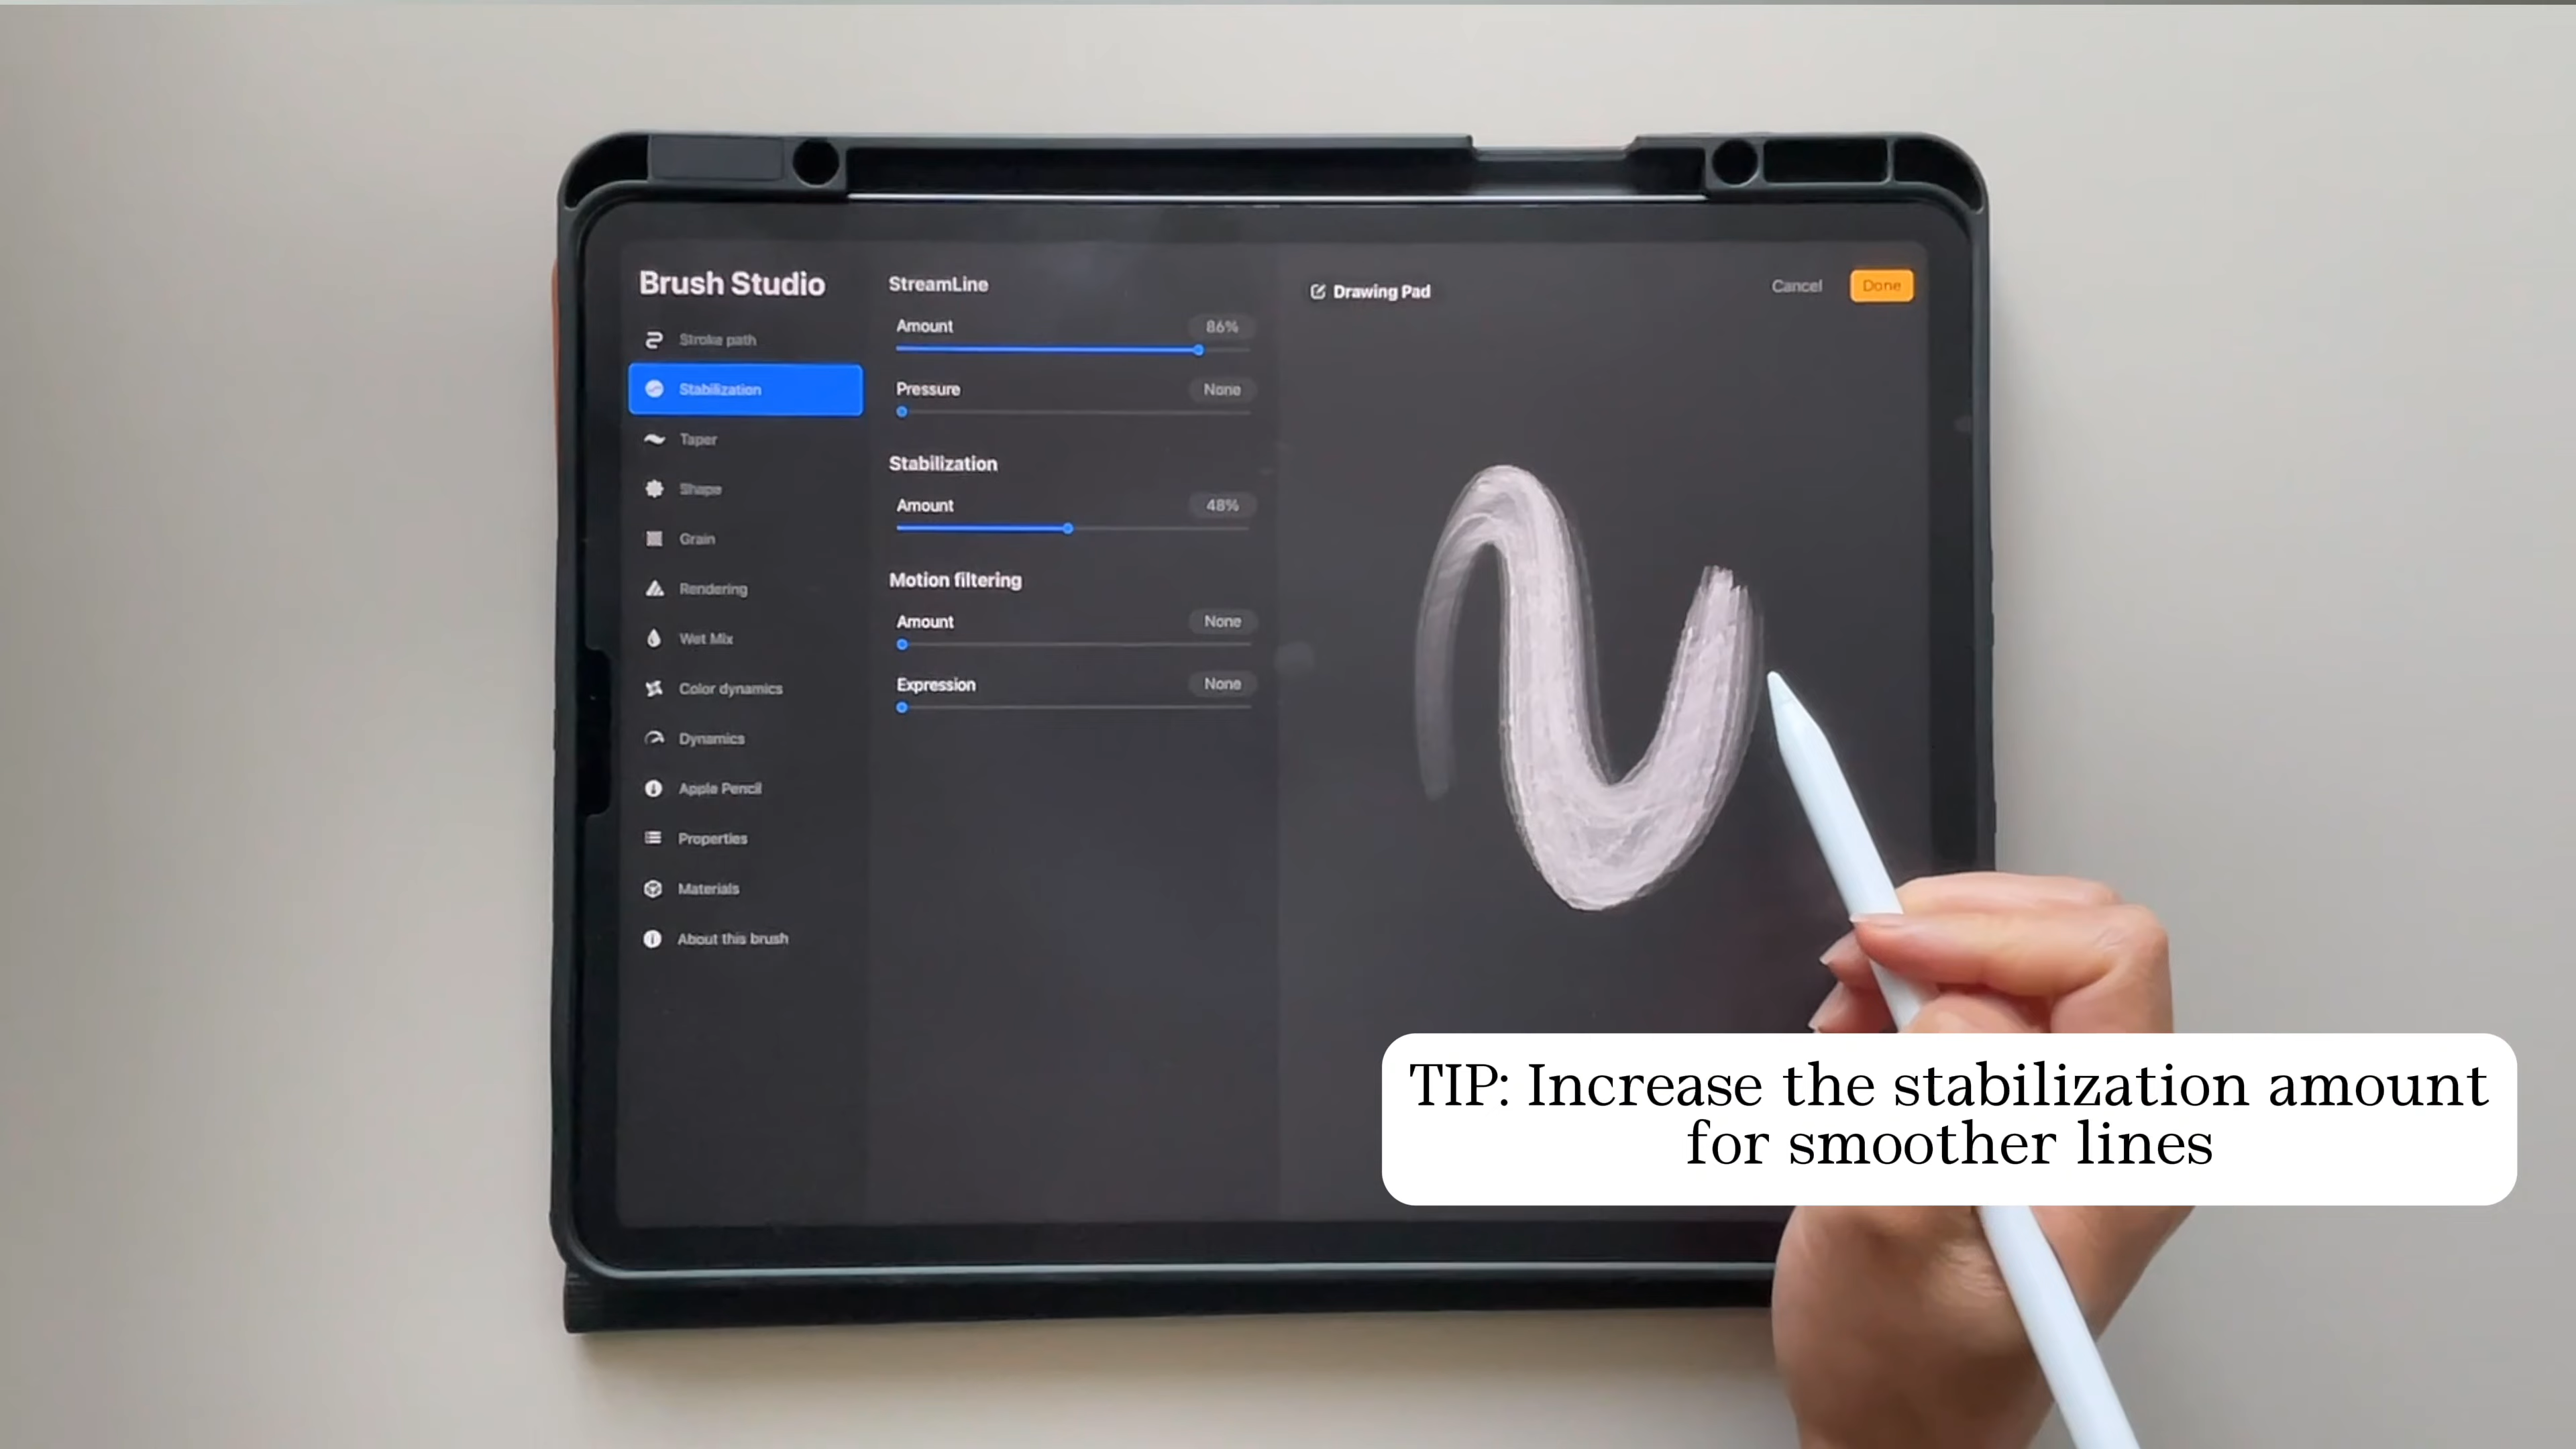 Brush Studio
Stroke path
Stabilization
Taper
Shape
Grain
Rendering
Wet Mix
Color dynamics
Dynamics
Apple Pencil
Properties
Materials
About this brush
StreamLine
Amount 86%
Pressure None
Stabilization
Amount 48%
Motion filtering
Amount None
Expression None
Drawing Pad
Cancel Done
TIP: Increase the stabilization amount
for smoother lines